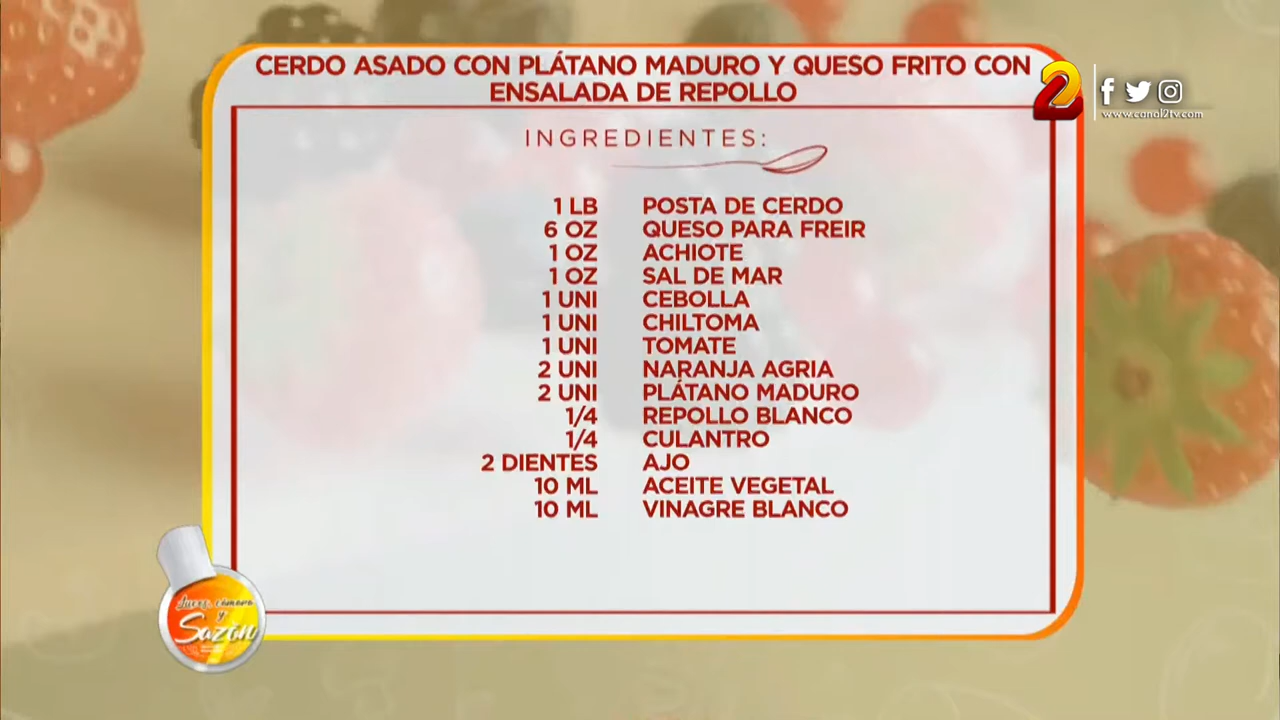 CERDO ASADO CON PLÁTANO MADURO Y QUESO FRITO CON
ENSALADA DE REPOLLO
2
www.canal2tv.com
INGREDIENTES:
1 LB POSTA DE CERDO
6 OZ QUESO PARA FREIR
1 OZ ACHIOTE
1 OZ SAL DE MAR
1 UNI CEBOLLA
1 UNI CHILTOMA
1 UNI TOMATE
2 UNI NARANJA AGRIA
2 UNI PLÁTANO MADURO
1/4 REPOLLO BLANCO
1/4 CULANTRO
2 DIENTES AJO
10 ML ACEITE VEGETAL
10 ML VINAGRE BLANCO
Luces, cámara
y
Sazón